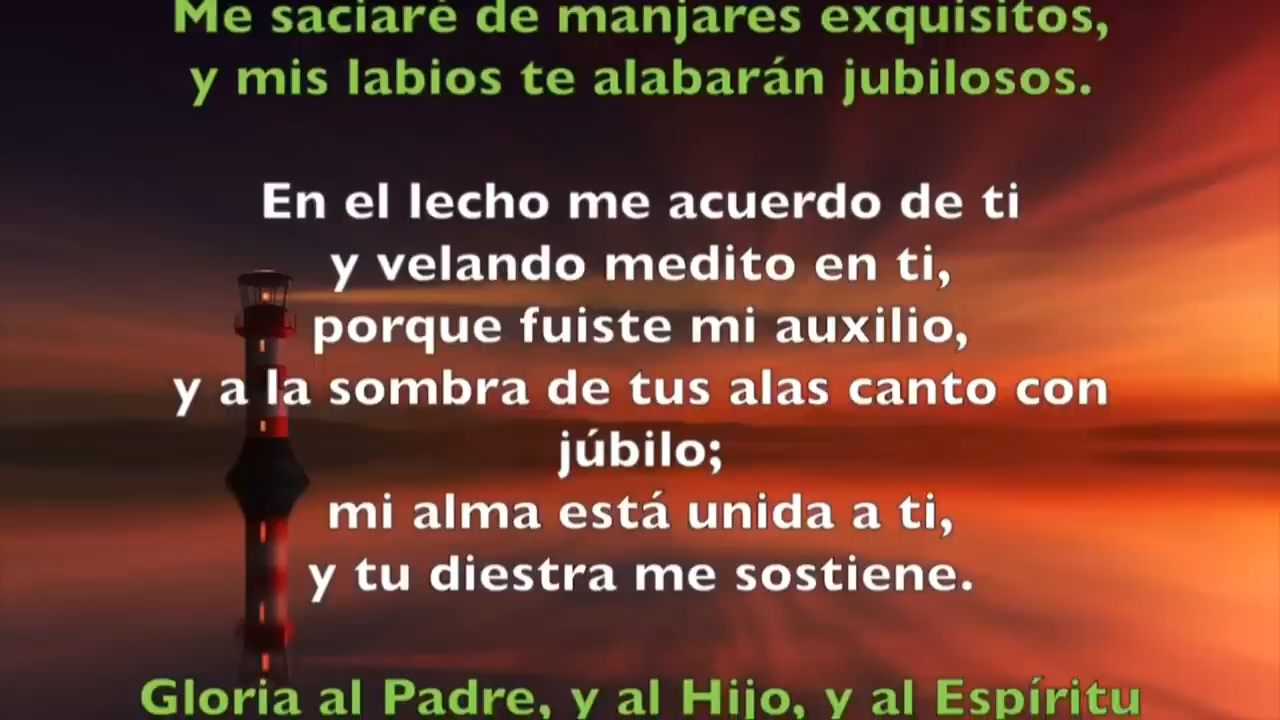 Me saciaré de manjares exquisitos,
y mis labios te alabarán jubilosos.
En el lecho me acuerdo de ti
y velando medito en ti,
porque fuiste mi auxilio,
y a la sombra de tus alas canto con
júbilo;
mi alma está unida a ti,
y tu diestra me sostiene.
Gloria al Padre, y al Hijo, y al Espíritu